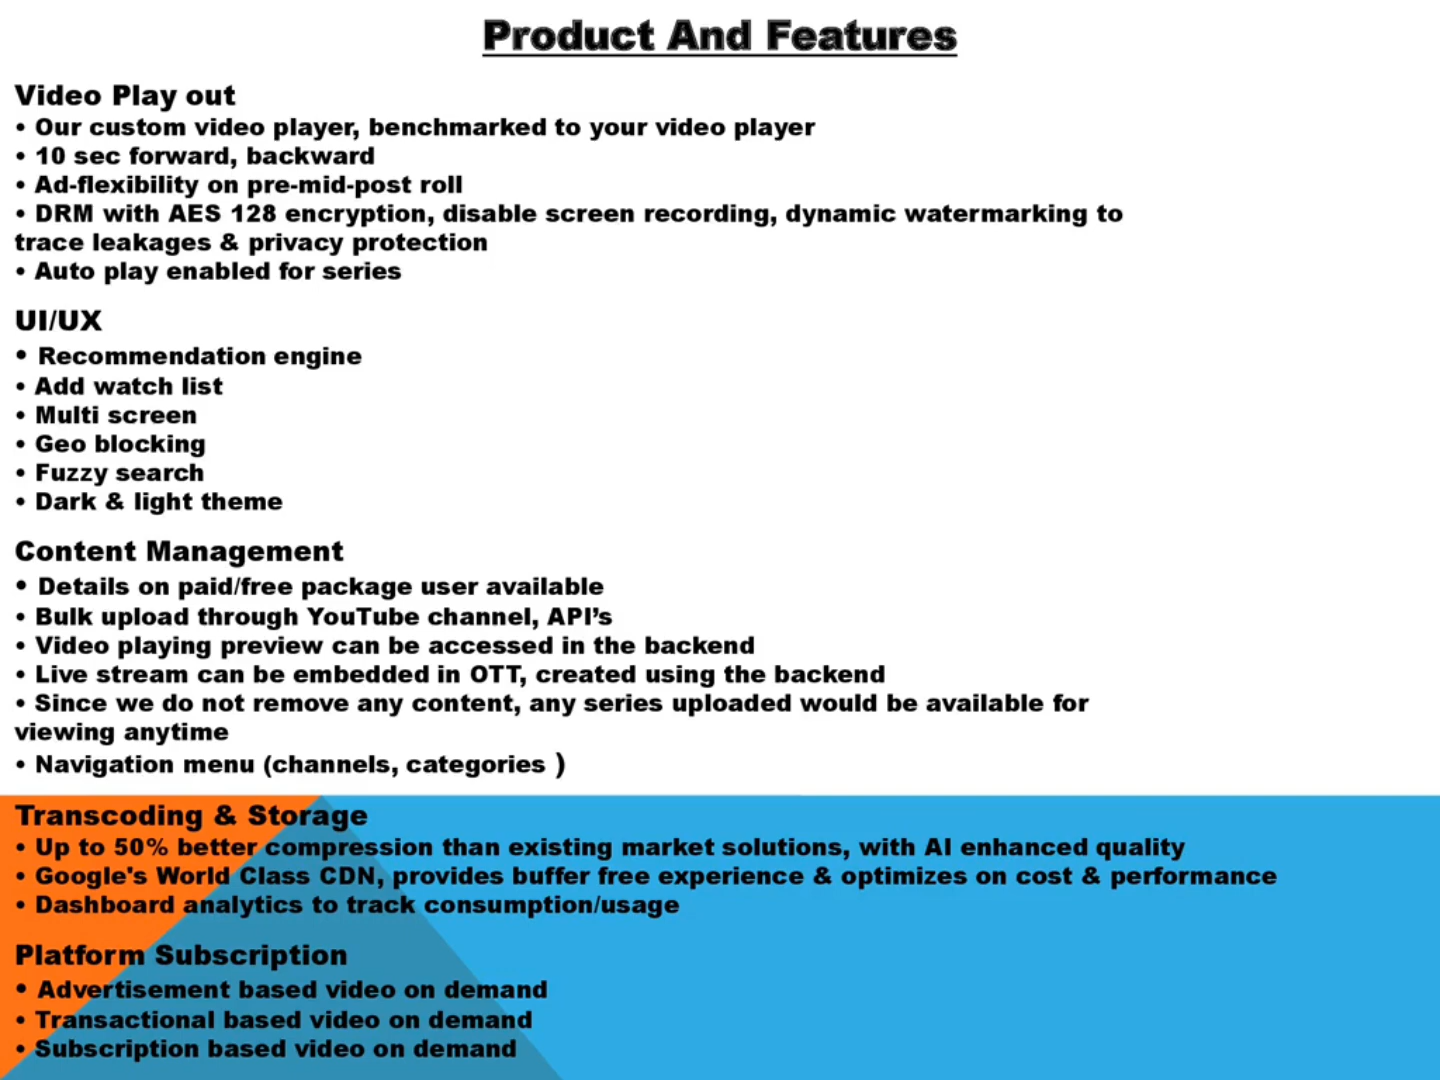 Product And Features
Video Play out
• Our custom video player, benchmarked to your video player
• 10 sec forward, backward
• Ad-flexibility on pre-mid-post roll
• DRM with AES 128 encryption, disable screen recording, dynamic watermarking to
trace leakages & privacy protection
• Auto play enabled for series
UI/UX
• Recommendation engine
• Add watch list
• Multi screen
• Geo blocking
• Fuzzy search
• Dark & light theme
Content Management
• Details on paid/free package user available
• Bulk upload through YouTube channel, API’s
• Video playing preview can be accessed in the backend
• Live stream can be embedded in OTT, created using the backend
• Since we do not remove any content, any series uploaded would be available for
viewing anytime
• Navigation menu (channels, categories )
Transcoding & Storage
• Up to 50% better compression than existing market solutions, with AI enhanced quality
• Google's World Class CDN, provides buffer free experience & optimizes on cost & performance
• Dashboard analytics to track consumption/usage
Platform Subscription
• Advertisement based video on demand
• Transactional based video on demand
• Subscription based video on demand